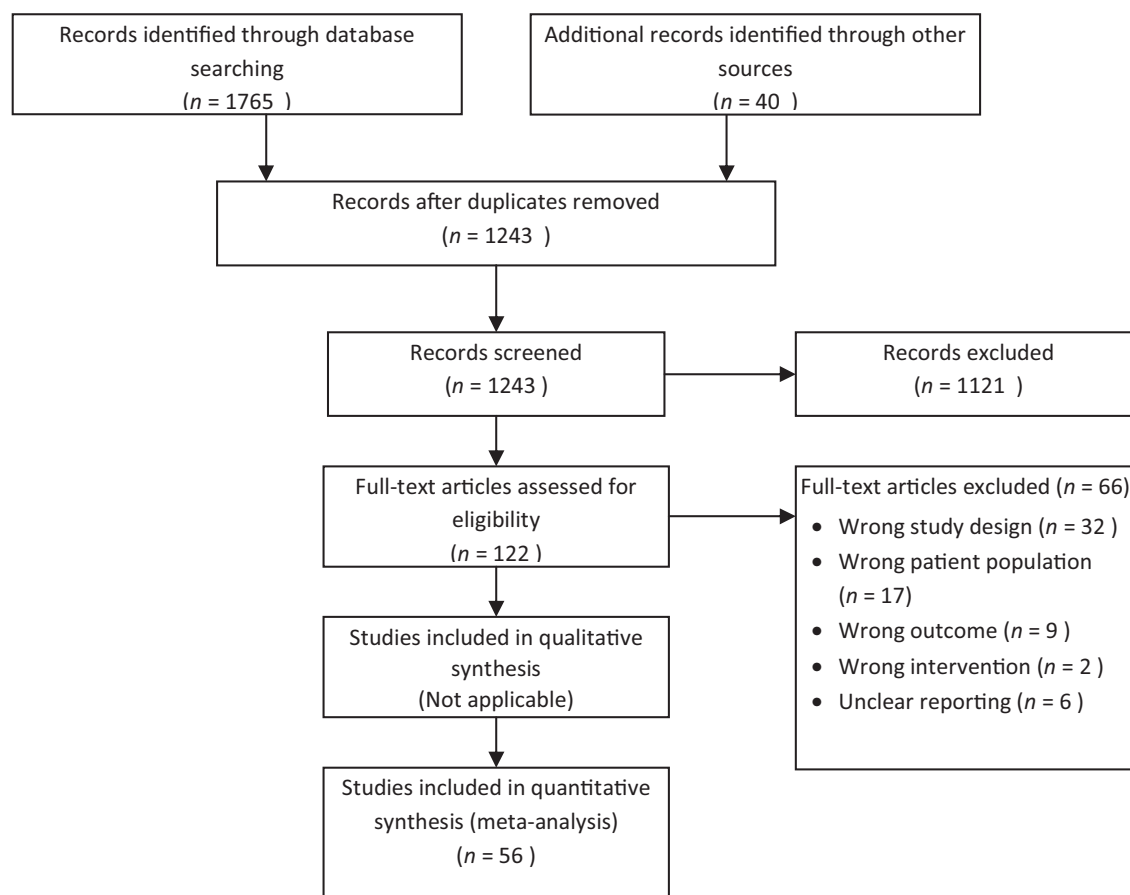 Records identified through database
searching
(n = 1765 )
Additional records identified through other
sources
(n = 40 )
Records after duplicates removed
(n = 1243 )
Records screened
(n = 1243 )
Records excluded
(n = 1121 )
Full-text articles assessed for
eligibility
(n = 122 )
Full-text articles excluded (n = 66)
• Wrong study design (n = 32 )
• Wrong patient population
(n = 17)
• Wrong outcome (n = 9 )
• Wrong intervention (n = 2 )
• Unclear reporting (n = 6 )
Studies included in qualitative
synthesis
(Not applicable)
Studies included in quantitative
synthesis (meta-analysis)
(n = 56 )